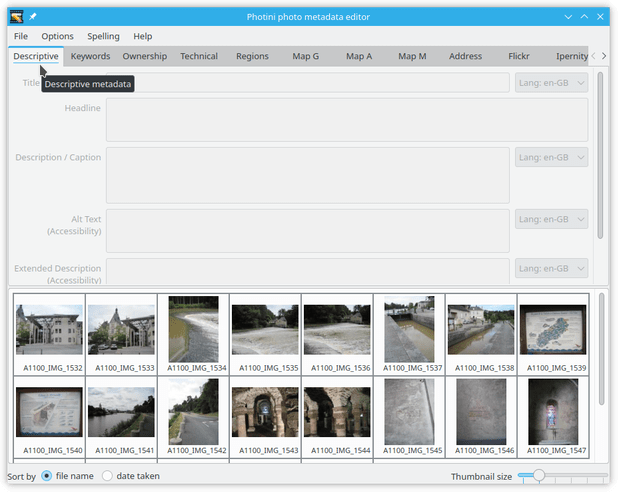 Photini photo metadata editor
File Options Spelling Help
Descriptive Keywords Ownership Technical Regions Map G Map A Map M Address Flickr Ipernity
Title Lang: en-GB
Descriptive metadata
Headline
Description / Caption Lang: en-GB
Alt Text Lang: en-GB
(Accessibility)
Extended Description Lang: en-GB
(Accessibility)
A1100_IMG_1532 A1100_IMG_1533 A1100_IMG_1534 A1100_IMG_1535 A1100_IMG_1536 A1100_IMG_1537 A1100_IMG_1538 A1100_IMG_1539
A1100_IMG_1540 A1100_IMG_1541 A1100_IMG_1542 A1100_IMG_1543 A1100_IMG_1544 A1100_IMG_1545 A1100_IMG_1546 A1100_IMG_1547
Sort by file name date taken Thumbnail size